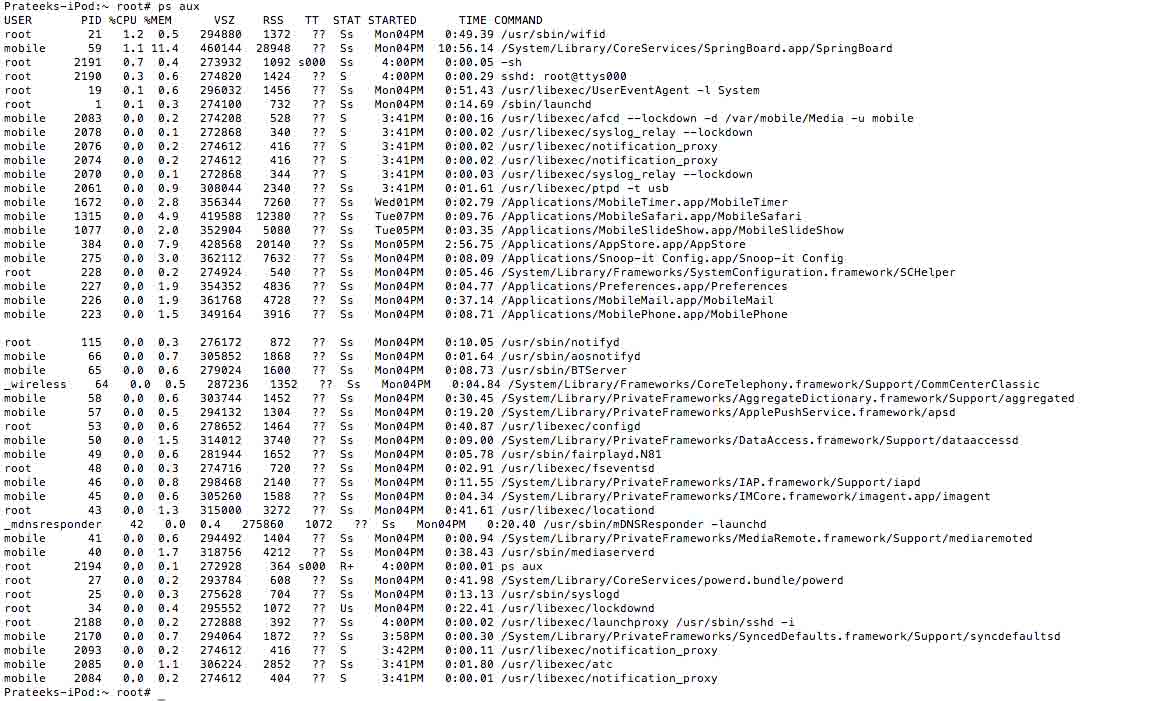 Prateeks-iPod:~ root# ps aux
USER       PID %CPU %MEM      VSZ    RSS   TT  STAT STARTED      TIME COMMAND
root        21   1.2  0.5   294880   1372   ??  Ss   Mon04PM   0:49.39 /usr/sbin/wifid
mobile      59   1.1 11.4   460144  28948   ??  Ss   Mon04PM  10:56.14 /System/Library/CoreServices/SpringBoard.app/SpringBoard
root      2191   0.7  0.4   273932   1092 s000  Ss    4:00PM   0:00.05 -sh
root      2190   0.3  0.6   274820   1424   ??  S     4:00PM   0:00.29 sshd: root@ttys000
root        19   0.1  0.6   296032   1456   ??  Ss   Mon04PM   0:51.43 /usr/libexec/UserEventAgent -l System
root         1   0.1  0.3   274100    732   ??  Ss   Mon04PM   0:14.69 /sbin/launchd
mobile    2083   0.0  0.2   274208    528   ??  S     3:41PM   0:00.16 /usr/libexec/afcd --lockdown -d /var/mobile/Media -u mobile
mobile    2078   0.0  0.1   272868    340   ??  S     3:41PM   0:00.02 /usr/libexec/syslog_relay --lockdown
mobile    2076   0.0  0.2   274612    416   ??  S     3:41PM   0:00.02 /usr/libexec/notification_proxy
mobile    2074   0.0  0.2   274612    416   ??  S     3:41PM   0:00.02 /usr/libexec/notification_proxy
mobile    2070   0.0  0.1   272868    344   ??  S     3:41PM   0:00.03 /usr/libexec/syslog_relay --lockdown
mobile    2061   0.0  0.9   308044   2340   ??  Ss    3:41PM   0:01.61 /usr/libexec/ptpd -t usb
mobile    1672   0.0  2.8   356344   7260   ??  Ss   Wed01PM   0:02.79 /Applications/MobileTimer.app/MobileTimer
mobile    1315   0.0  4.9   419588  12380   ??  Ss   Tue07PM   0:09.76 /Applications/MobileSafari.app/MobileSafari
mobile    1077   0.0  2.0   352904   5080   ??  Ss   Tue05PM   0:03.35 /Applications/MobileSlideShow.app/MobileSlideShow
mobile     384   0.0  7.9   428568  20140   ??  Ss   Mon05PM   2:56.75 /Applications/AppStore.app/AppStore
mobile     275   0.0  3.0   362112   7632   ??  Ss   Mon04PM   0:08.09 /Applications/Snoop-it Config.app/Snoop-it Config
root       228   0.0  0.2   274924    540   ??  Ss   Mon04PM   0:05.46 /System/Library/Frameworks/SystemConfiguration.framework/SCHelper
mobile     227   0.0  1.9   354352   4836   ??  Ss   Mon04PM   0:04.77 /Applications/Preferences.app/Preferences
mobile     226   0.0  1.9   361768   4728   ??  Ss   Mon04PM   0:37.14 /Applications/MobileMail.app/MobileMail
mobile     223   0.0  1.5   349164   3916   ??  Ss   Mon04PM   0:08.71 /Applications/MobilePhone.app/MobilePhone
root       115   0.0  0.3   276172    872   ??  Ss   Mon04PM   0:10.05 /usr/sbin/notifyd
mobile      66   0.0  0.7   305852   1868   ??  Ss   Mon04PM   0:01.64 /usr/sbin/aosnotifyd
mobile      65   0.0  0.6   279024   1600   ??  Ss   Mon04PM   0:08.73 /usr/sbin/BTServer
_wireless    64   0.0  0.5   287236   1352   ??  Ss   Mon04PM   0:04.84 /System/Library/Frameworks/CoreTelephony.framework/Support/CommCenterClassic
mobile      58   0.0  0.6   303744   1452   ??  Ss   Mon04PM   0:30.45 /System/Library/PrivateFrameworks/AggregateDictionary.framework/Support/aggregated
mobile      57   0.0  0.5   294132   1304   ??  Ss   Mon04PM   0:19.20 /System/Library/PrivateFrameworks/ApplePushService.framework/apsd
root        53   0.0  0.6   278652   1464   ??  Ss   Mon04PM   0:40.87 /usr/libexec/configd
mobile      50   0.0  1.5   314012   3740   ??  Ss   Mon04PM   0:09.00 /System/Library/PrivateFrameworks/DataAccess.framework/Support/dataaccessd
mobile      49   0.0  0.6   281944   1652   ??  Ss   Mon04PM   0:05.78 /usr/sbin/fairplayd.N81
root        48   0.0  0.3   274716    720   ??  Ss   Mon04PM   0:02.91 /usr/libexec/fseventsd
mobile      46   0.0  0.8   298468   2140   ??  Ss   Mon04PM   0:11.55 /System/Library/PrivateFrameworks/IAP.framework/Support/iapd
mobile      45   0.0  0.6   305260   1588   ??  Ss   Mon04PM   0:04.34 /System/Library/PrivateFrameworks/IMCore.framework/imagent.app/imagent
root        43   0.0  1.3   315000   3272   ??  Ss   Mon04PM   0:41.61 /usr/libexec/locationd
_mdnsresponder    42   0.0  0.4   275860   1072   ??  Ss   Mon04PM   0:20.40 /usr/sbin/mDNSResponder -launchd
mobile      41   0.0  0.6   294492   1404   ??  Ss   Mon04PM   0:00.94 /System/Library/PrivateFrameworks/MediaRemote.framework/Support/mediaremoted
mobile      40   0.0  1.7   318756   4212   ??  Ss   Mon04PM   0:38.43 /usr/sbin/mediaserverd
root      2194   0.0  0.1   272928    364 s000  R+    4:00PM   0:00.01 ps aux
root        27   0.0  0.2   293784    608   ??  Ss   Mon04PM   0:41.98 /System/Library/CoreServices/powerd.bundle/powerd
root        25   0.0  0.3   275628    704   ??  Ss   Mon04PM   0:13.13 /usr/sbin/syslogd
root        34   0.0  0.4   295552   1072   ??  Us   Mon04PM   0:22.41 /usr/libexec/lockdownd
root      2188   0.0  0.2   272888    392   ??  Ss    4:00PM   0:00.02 /usr/libexec/launchproxy /usr/sbin/sshd -i
mobile    2170   0.0  0.7   294064   1872   ??  Ss    3:58PM   0:00.30 /System/Library/PrivateFrameworks/SyncedDefaults.framework/Support/syncdefaultsd
mobile    2093   0.0  0.2   274612    416   ??  S     3:42PM   0:00.11 /usr/libexec/notification_proxy
mobile    2085   0.0  1.1   306224   2852   ??  Ss    3:41PM   0:01.80 /usr/libexec/atc
mobile    2084   0.0  0.2   274612    404   ??  S     3:41PM   0:00.01 /usr/libexec/notification_proxy
Prateeks-iPod:~ root# _